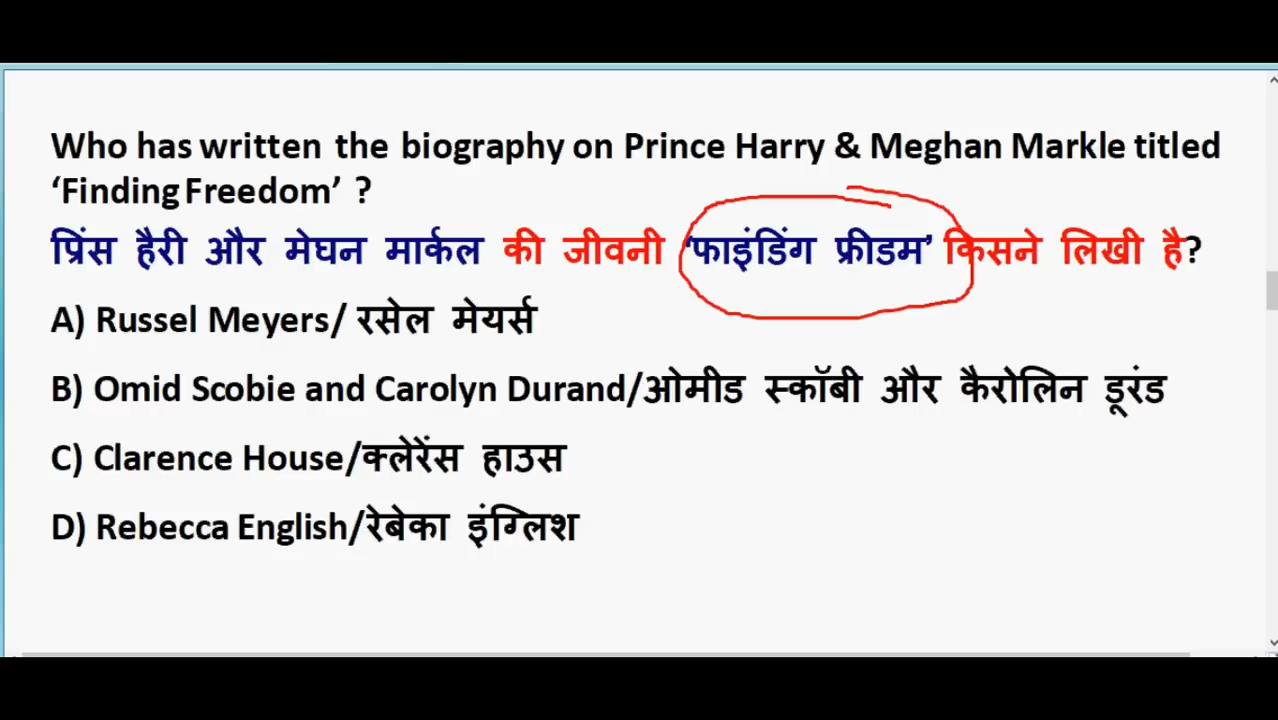 Who has written the biography on Prince Harry & Meghan Markle titled
‘Finding Freedom’ ?
प्रिंस हैरी और मेघन मार्कल की जीवनी ‘फाइंडिंग फ्रीडम’ किसने लिखी है?
A) Russel Meyers/ रसेल मेयर्स
B) Omid Scobie and Carolyn Durand/ओमीड स्कॉबी और कैरोलिन डूरंड
C) Clarence House/क्लेरेंस हाउस
D) Rebecca English/रेबेका इंग्लिश